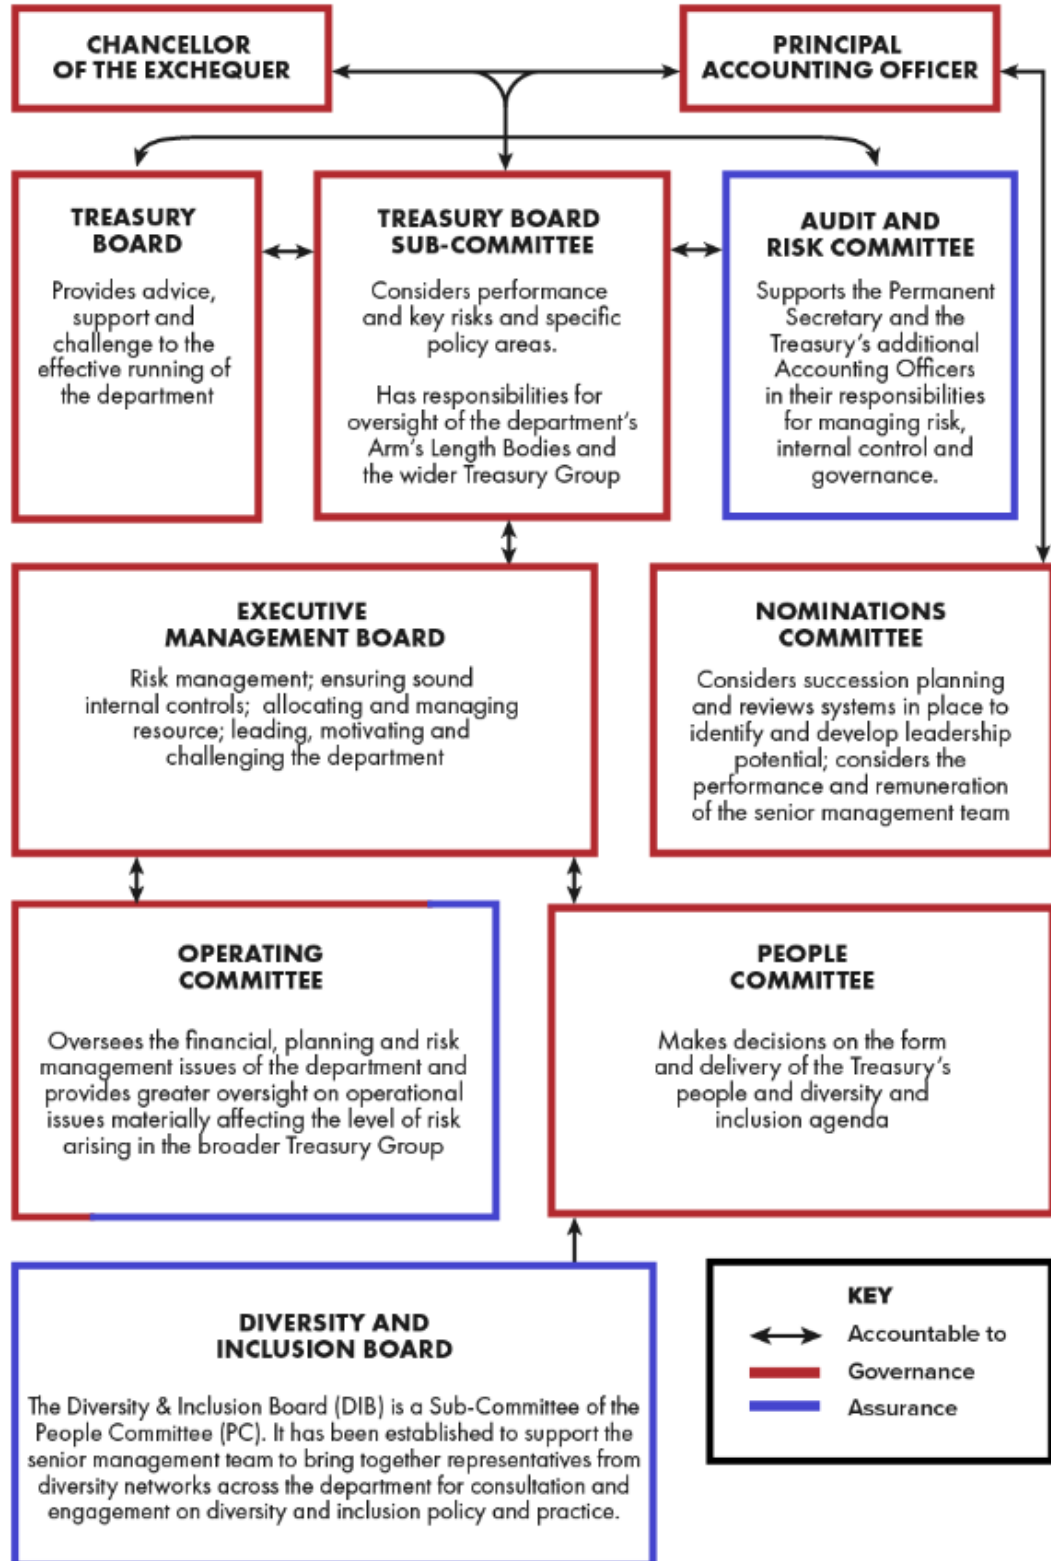 CHANCELLOR
OF THE EXCHEQUER
PRINCIPAL
ACCOUNTING OFFICER
TREASURY
BOARD
Provides advice,
support and
challenge to the
effective running of
the department
TREASURY BOARD
SUB-COMMITTEE
Considers performance
and key risks and specific
policy areas.
Has responsibilities for
oversight of the department's
Arm's Length Bodies and
the wider Treasury Group
AUDIT AND
RISK COMMITTEE
Supports the Permanent
Secretary and the
Treasury's additional
Accounting Officers
in their responsibilities
for managing risk,
internal control and
governance.
EXECUTIVE
MANAGEMENT BOARD
Risk management; ensuring sound
internal controls; allocating and managing
resource; leading, motivating and
challenging the department
NOMINATIONS
COMMITTEE
Considers succession planning
and reviews systems in place to
identify and develop leadership
potential; considers the
performance and remuneration
of the senior management team
OPERATING
COMMITTEE
Oversees the financial, planning and risk
management issues of the department and
provides greater oversight on operational
issues materially affecting the level of risk
arising in the broader Treasury Group
PEOPLE
COMMITTEE
Makes decisions on the form
and delivery of the Treasury's
people and diversity and
inclusion agenda
DIVERSITY AND
INCLUSION BOARD
The Diversity & Inclusion Board (DIB) is a Sub-Committee of the
People Committee (PC). It has been established to support the
senior management team to bring together representatives from
diversity networks across the department for consultation and
engagement on diversity and inclusion policy and practice.
KEY
Accountable to
Governance
Assurance